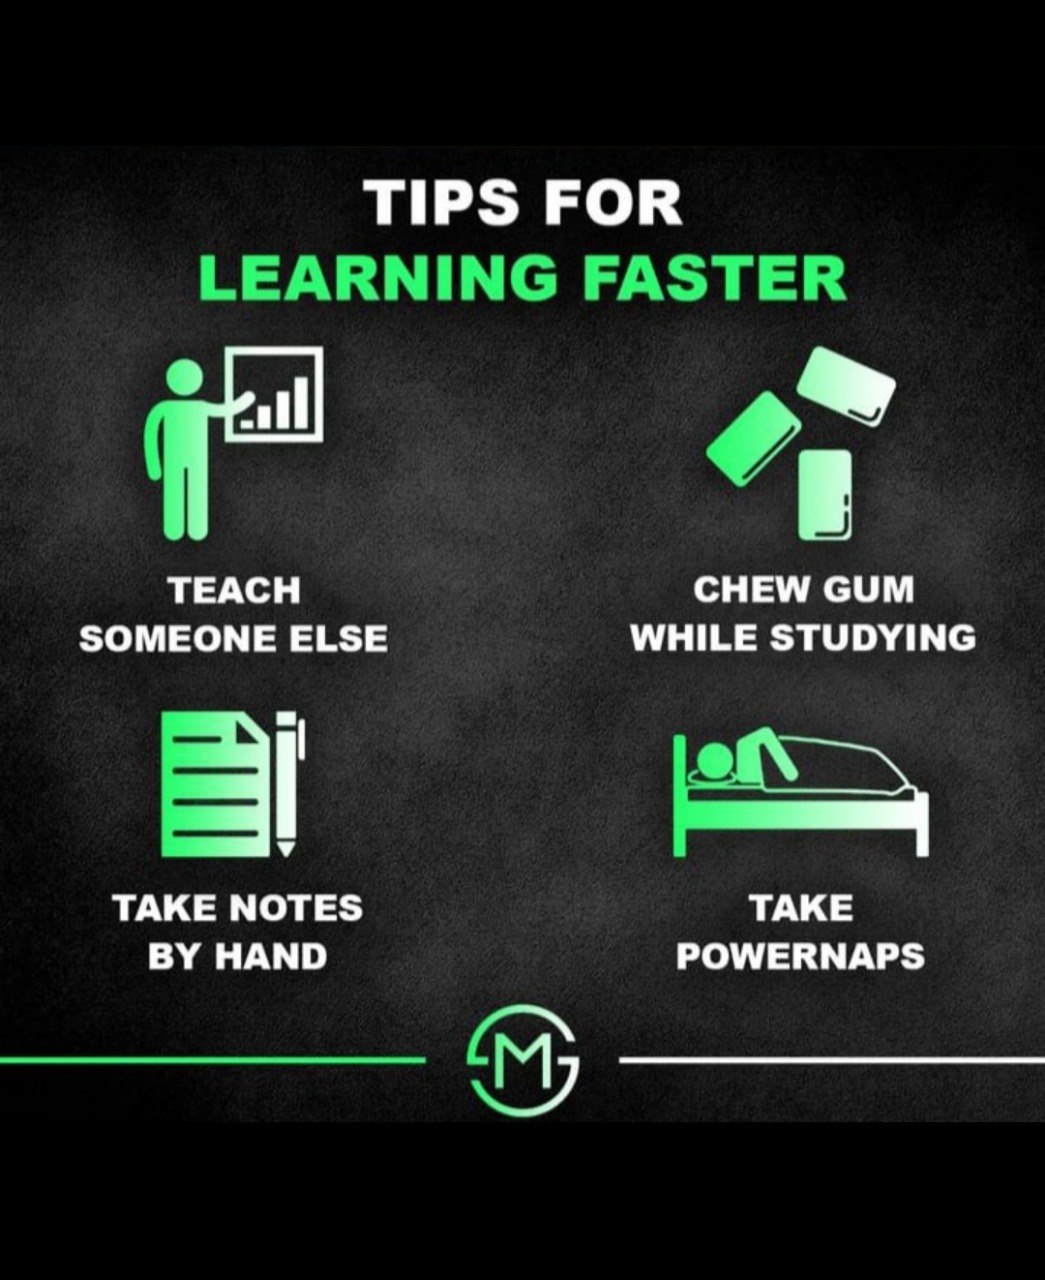 TIPS FOR
LEARNING FASTER
TEACH
SOMEONE ELSE
CHEW GUM
WHILE STUDYING
TAKE NOTES
BY HAND
TAKE
POWERNAPS
M